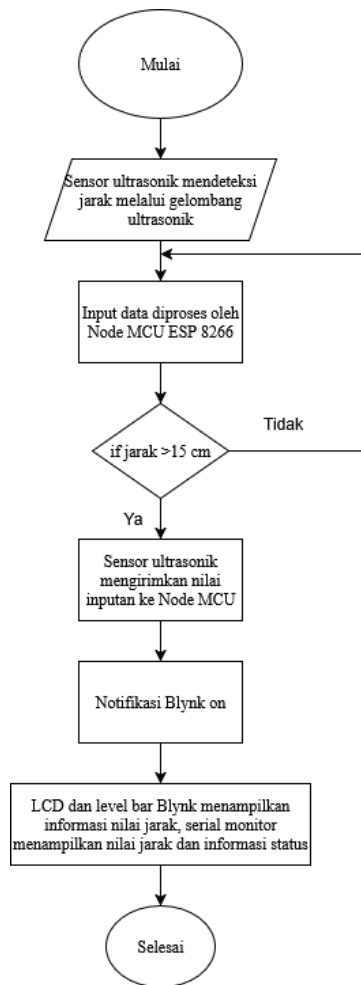 Mulai
Sensor ultrasonik mendeteksi
jarak melalui gelombang
ultrasonik
Input data diproses oleh
Node MCU ESP 8266
if jarak >15 cm
Tidak
Ya
Sensor ultrasonik
mengirimkan nilai
inputan ke Node MCU
Notifikasi Blynk on
LCD dan level bar Blynk menampilkan
informasi nilai jarak, serial monitor
menampilkan nilai jarak dan informasi status
Selesai